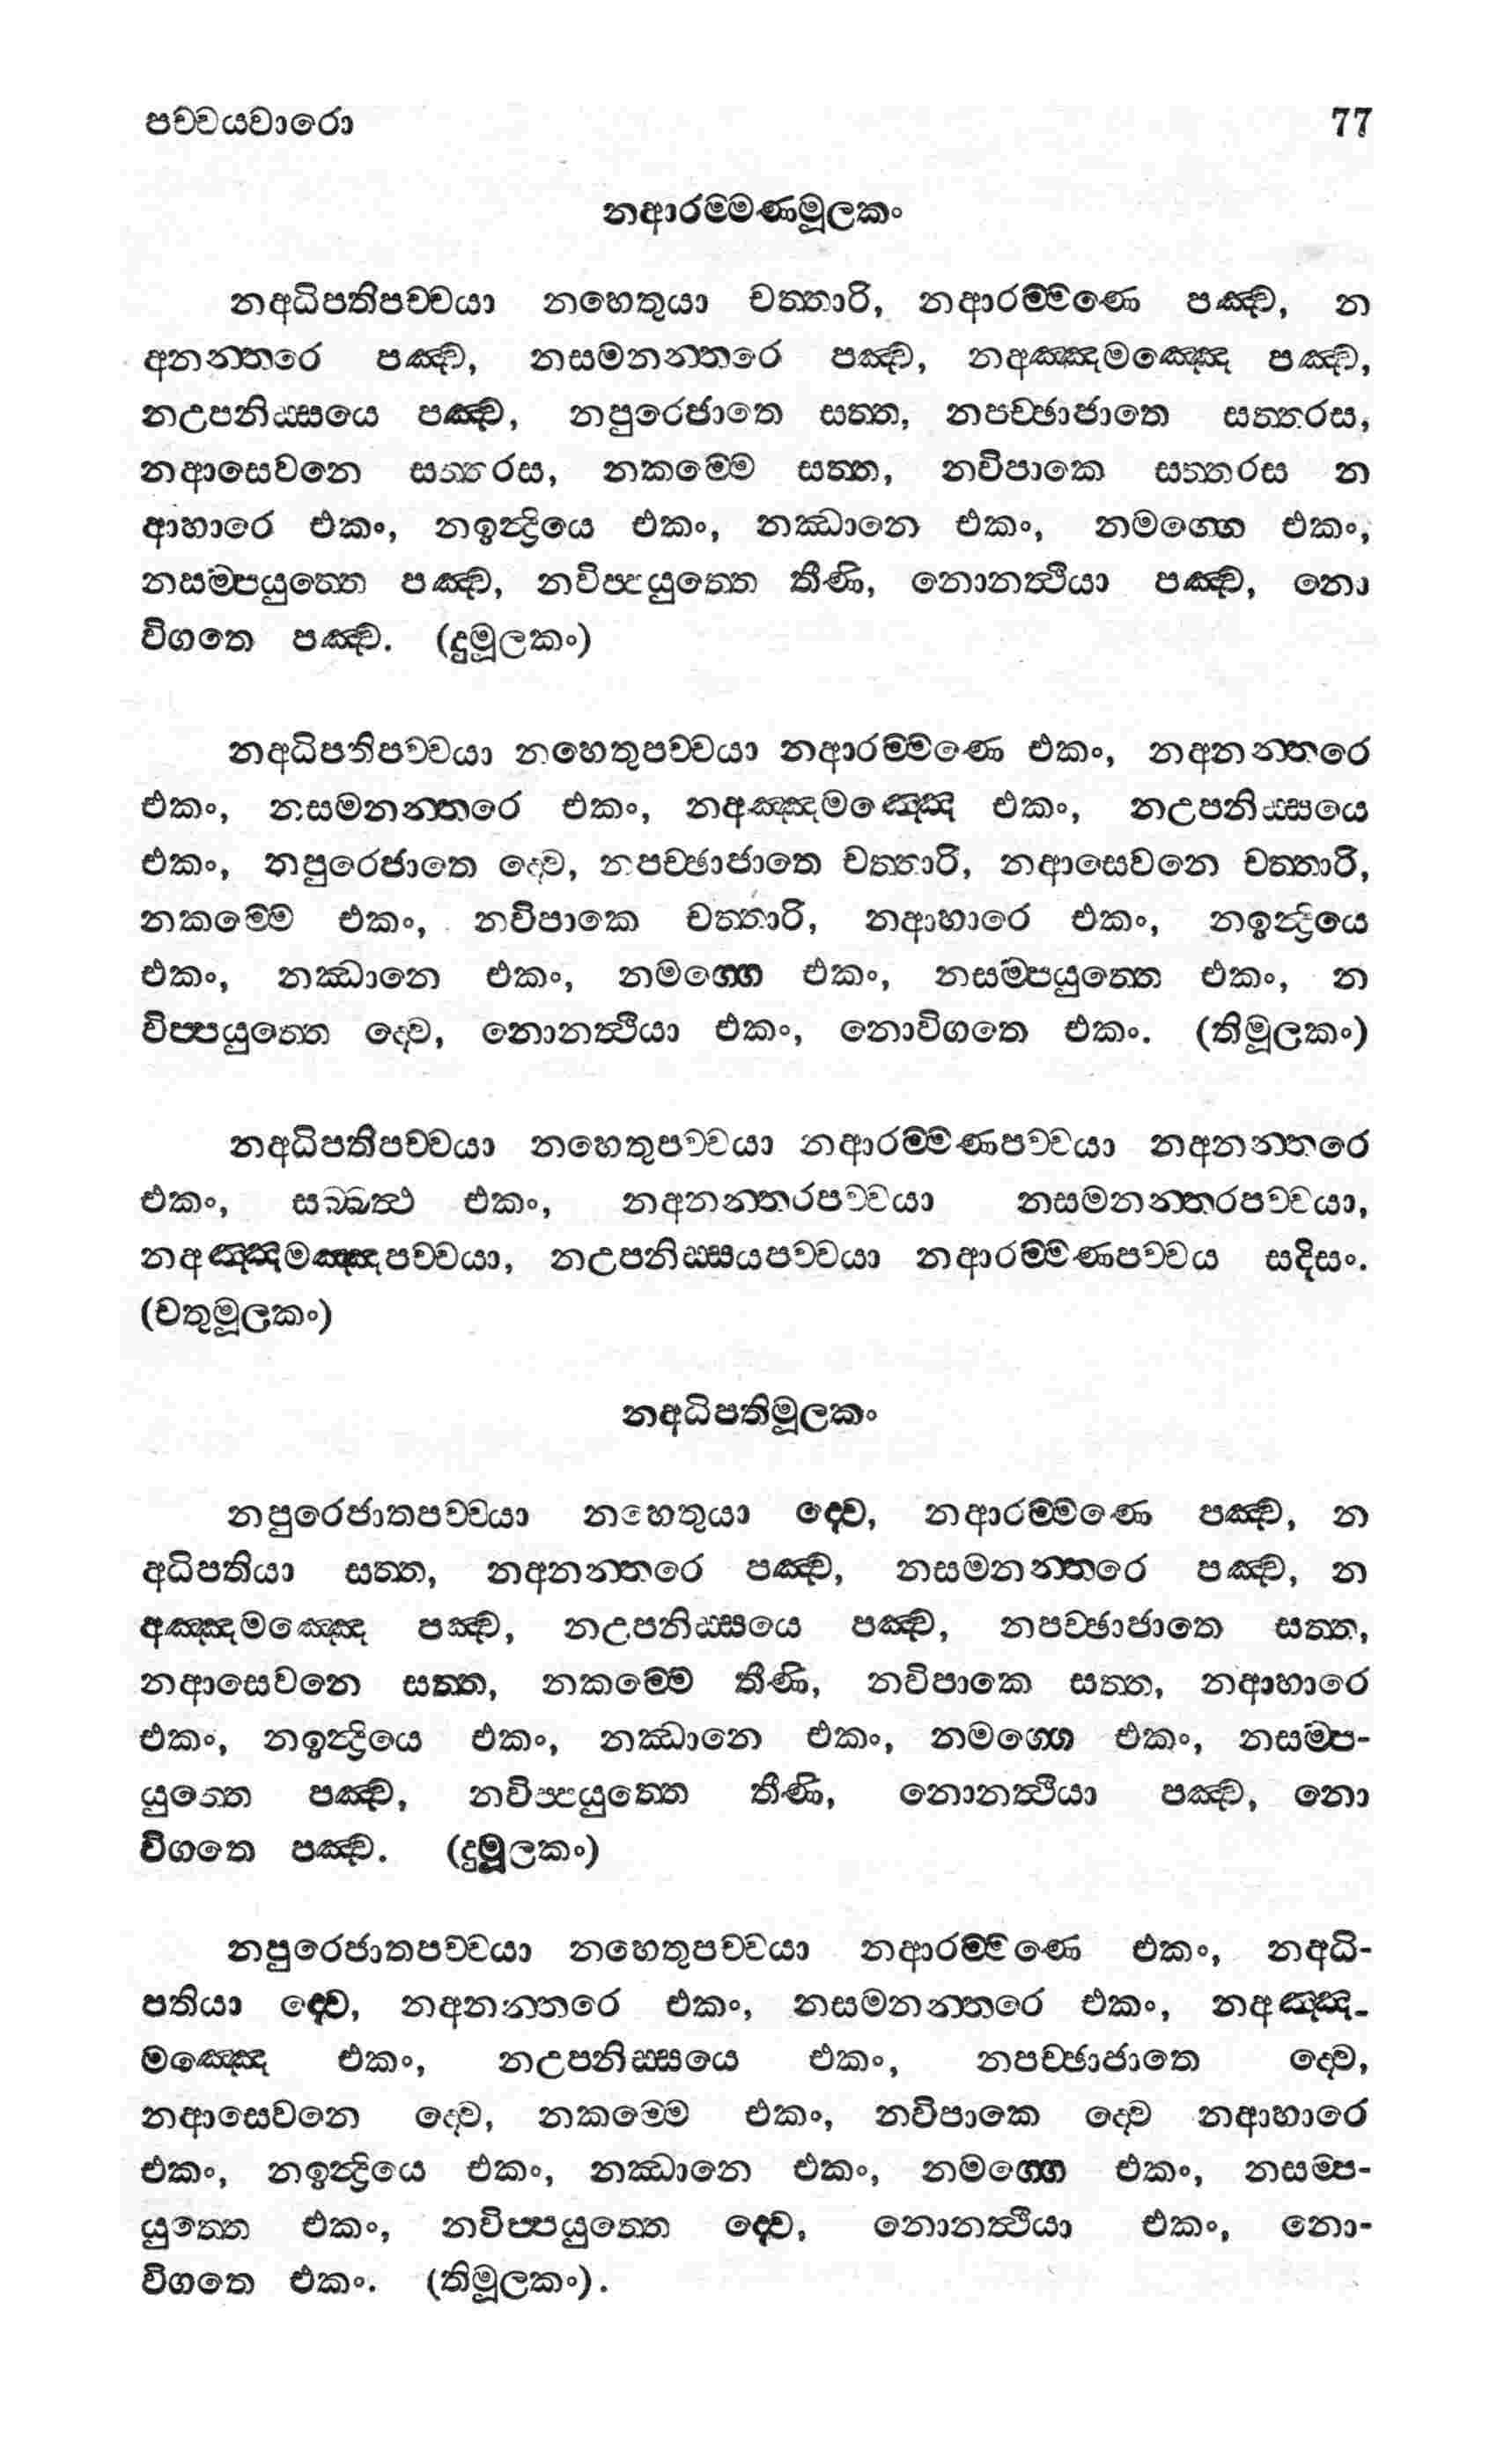 පච්චයවාරො 77
නආරම්මණමූලකං
නඅධිපතිපච්චයා නහෙතුයා චත්තාරි, නආරම්මණෙ පඤ්ච, න
අනන්තරෙ පඤ්ච, නසමනන්තරෙ පඤ්ච, නඅඤ්ඤමඤ්ඤෙ පඤ්ච,
නඋපනිස්සයෙ පඤ්ච, නපුරෙජාතෙ සත්ත, නපච්ඡාජාතෙ සත්තරස,
නආසෙවනෙ සත්තරස, නකම්මෙ සත්ත, නවිපාකෙ සත්තරස න
ආහාරෙ එකං, නඉන්ද්‍රියෙ එකං, නඣානෙ එකං, නමග්ගෙ එකං,
නසම්පයුත්තෙ පඤ්ච, නවිප්පයුත්තෙ තීණි, නොනත්ථියා පඤ්ච, නො
විගතෙ පඤ්ච. (දුමූලකං)
නඅධිපතිපච්චයා නහෙතුපච්චයා නආරම්මණෙ එකං, නඅනන්තරෙ
එකං, නසමනන්තරෙ එකං, නඅඤ්ඤමඤ්ඤෙ එකං, නඋපනිස්සයෙ
එකං, නපුරෙජාතෙ ද්වෙ, නපච්ඡාජාතෙ චත්තාරි, නආසෙවනෙ චත්තාරි,
නකම්මෙ එකං, නවිපාකෙ චත්තාරි, නආහාරෙ එකං, නඉන්ද්‍රියෙ
එකං, නඣානෙ එකං, නමග්ගෙ එකං, නසම්පයුත්තෙ එකං, න
විප්පයුත්තෙ ද්වෙ, නොනත්ථියා එකං, නොවිගතෙ එකං. (තිමූලකං)
නඅධිපතිපච්චයා නහෙතුපච්චයා නආරම්මණපච්චයා නඅනන්තරෙ
එකං, සබ්බත්ථ එකං, නඅනන්තරපච්චයා නසමනන්තරපච්චයා,
නඅඤ්ඤමඤ්ඤපච්චයා, නඋපනිස්සයපච්චයා නආරම්මණපච්චය සදිසං.
(චතුමූලකං)
නඅධිපතිමූලකං
නපුරෙජාතපච්චයා නහෙතුයා ද්වෙ, නආරම්මණෙ පඤ්ච, න
අධිපතියා සත්ත, නඅනන්තරෙ පඤ්ච, නසමනන්තරෙ පඤ්ච, න
අඤ්ඤමඤ්ඤෙ පඤ්ච, නඋපනිස්සයෙ පඤ්ච, නපච්ඡාජාතෙ සත්ත,
නආසෙවනෙ සත්ත, නකම්මෙ තීණි, නවිපාකෙ සත්ත, නආහාරෙ
එකං, නඉන්ද්‍රියෙ එකං, නඣානෙ එකං, නමග්ගෙ එකං, නසම්ප-
යුත්තෙ පඤ්ච, නවිප්පයුත්තෙ තීණි, නොනත්ථියා පඤ්ච, නො
විගතෙ පඤ්ච. (දුමූලකං)
නපුරෙජාතපච්චයා නහෙතුපච්චයා නආරම්මණෙ එකං, නඅධි-
පතියා ද්වෙ, නඅනන්තරෙ එකං, නසමනන්තරෙ එකං, නඅඤ්ඤ-
මඤ්ඤෙ එකං, නඋපනිස්සයෙ එකං, නපච්ඡාජාතෙ ද්වෙ,
නආසෙවනෙ ද්වෙ, නකම්මෙ එකං, නවිපාකෙ ද්වෙ නආහාරෙ
එකං, නඉන්ද්‍රියෙ එකං, නඣානෙ එකං, නමග්ගෙ එකං, නසම්ප-
යුත්තෙ එකං, නවිප්පයුත්තෙ ද්වෙ, නොනත්ථියා එකං, නො-
විගතෙ එකං. (තිමූලකං).